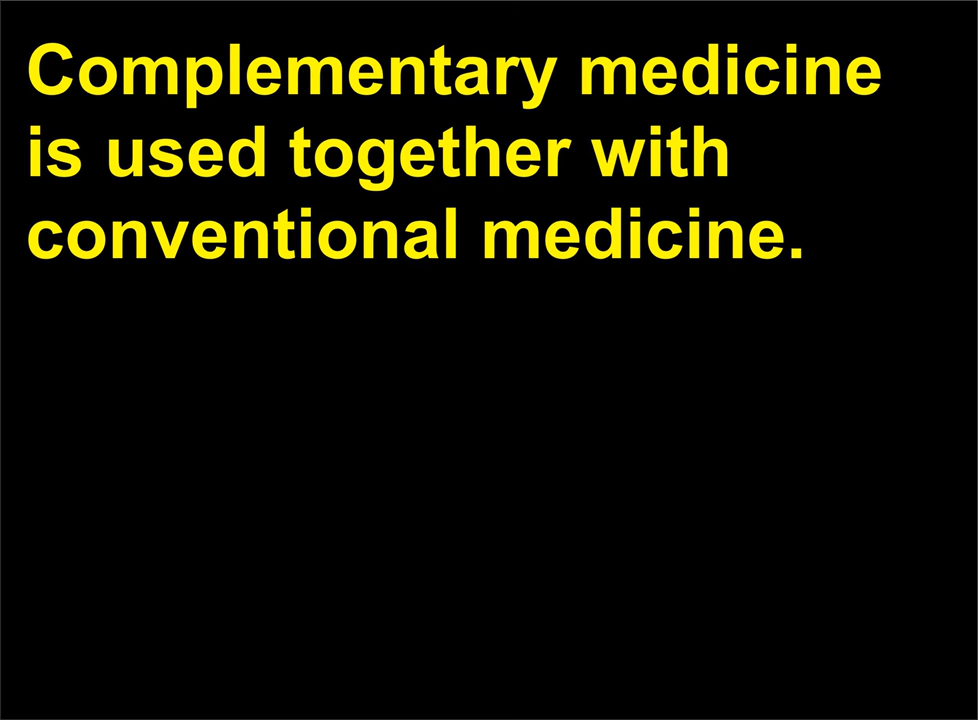 Complementary medicine
is used together with
conventional medicine.